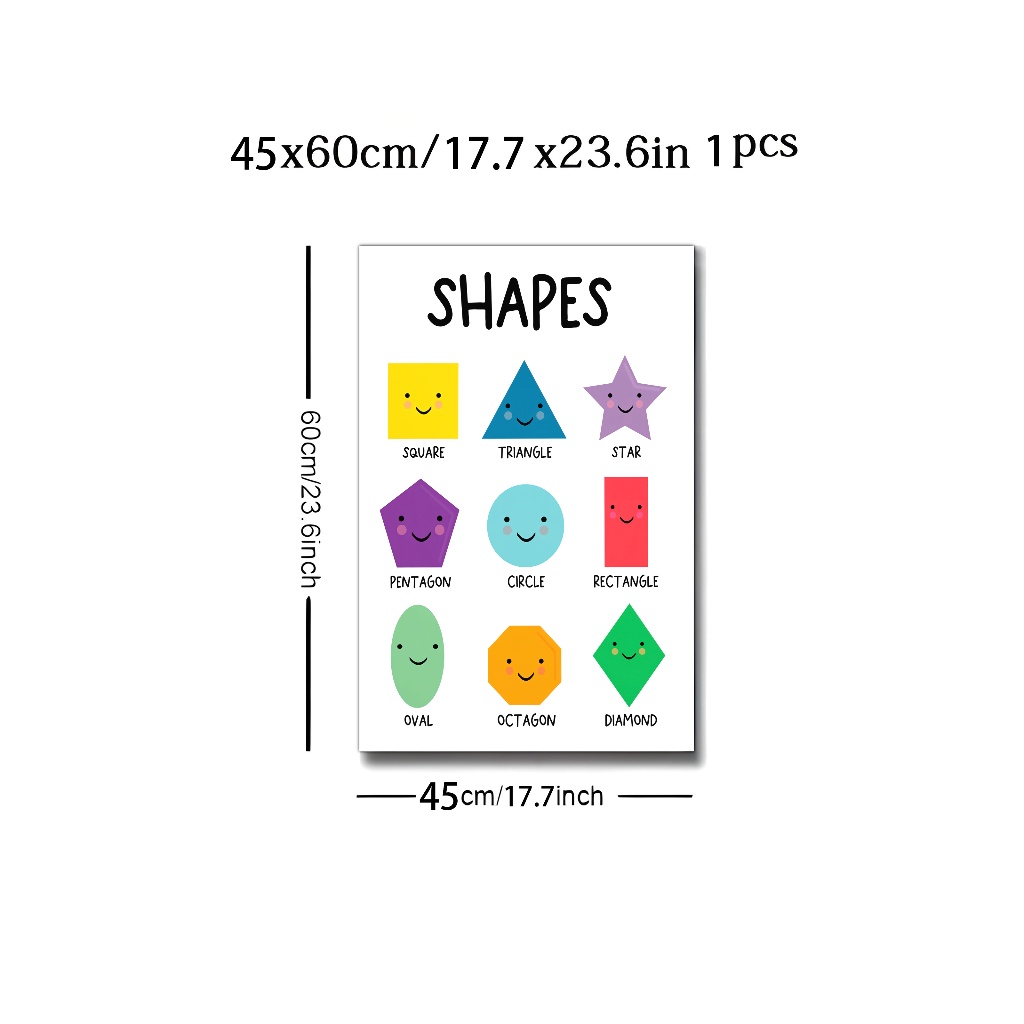 45x60cm/17.7 x23.6in 1pcs
60cm/23.6inch
SHAPES
SQUARE TRIANGLE STAR
PENTAGON CIRCLE RECTANGLE
OVAL OCTAGON DIAMOND
45cm/17.7inch